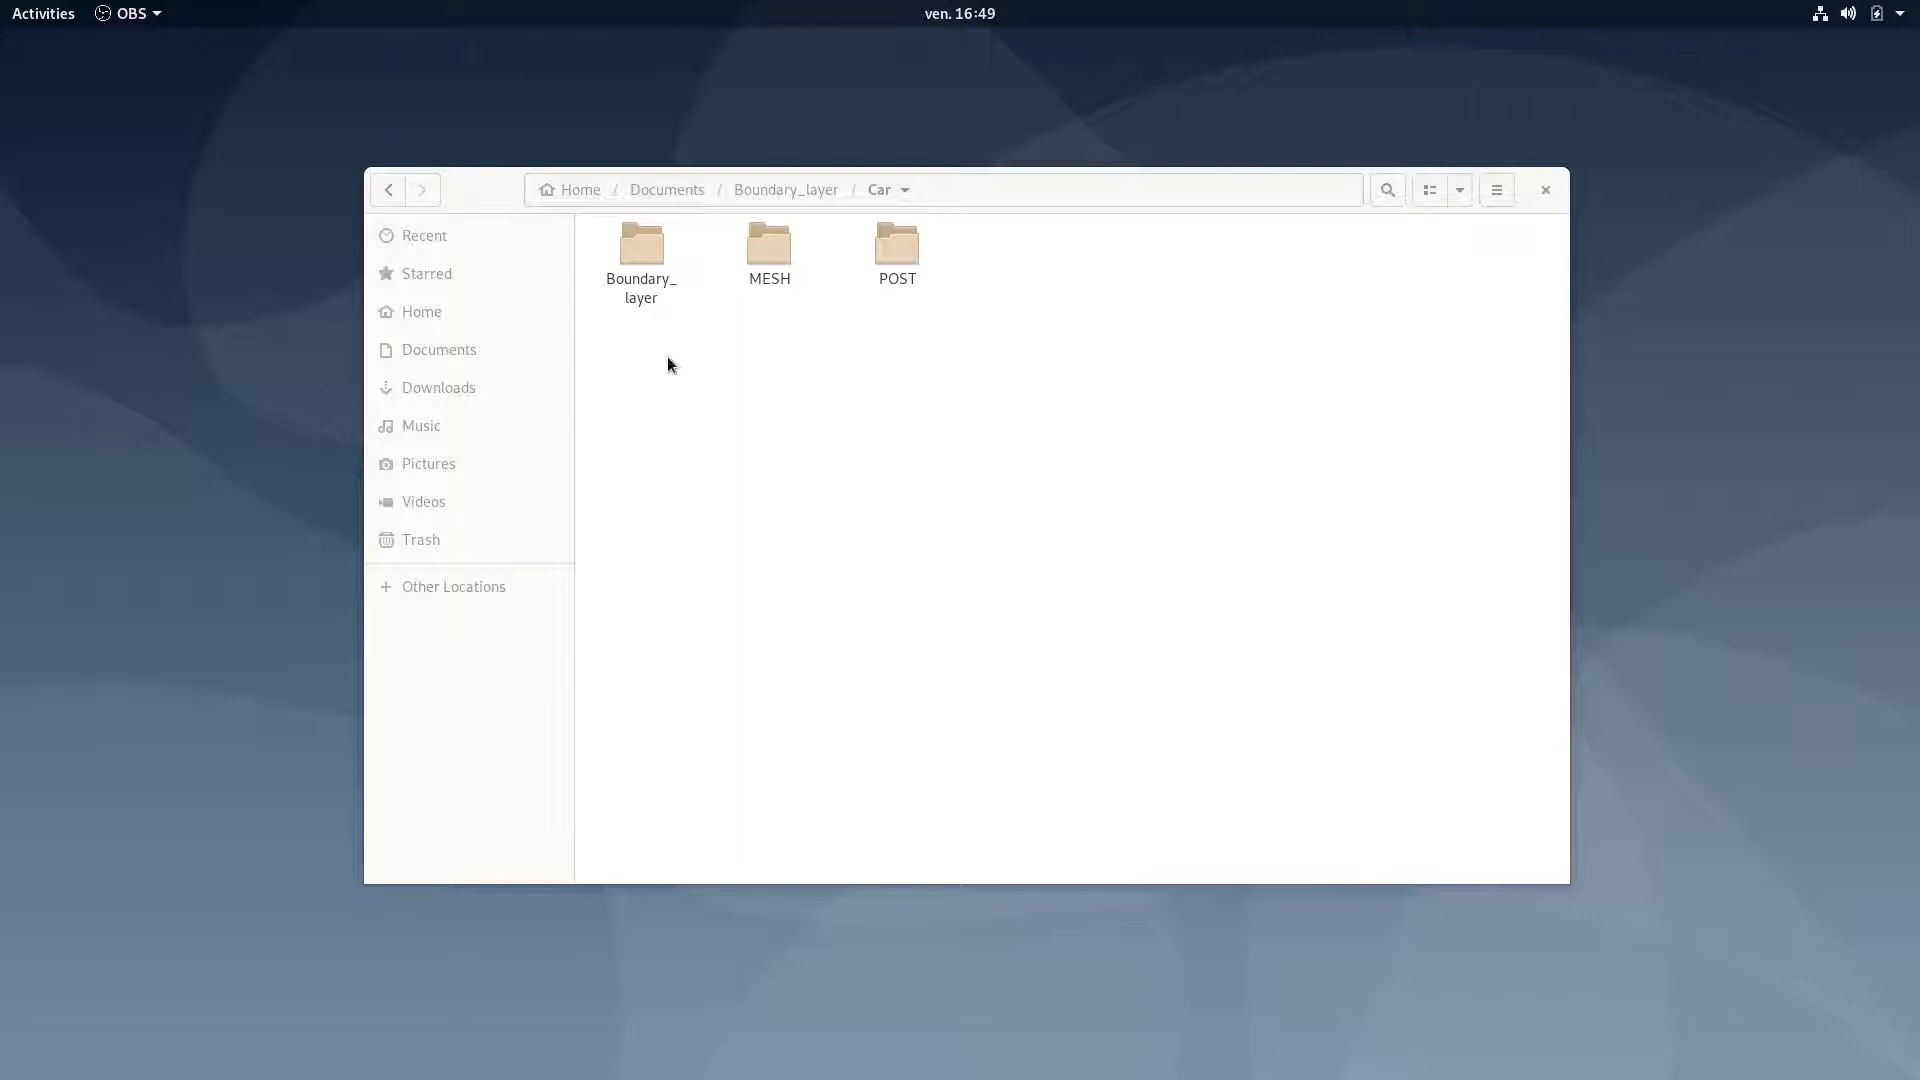 Activities OBS ven. 16:49
Home / Documents / Boundary_layer / Car
Recent
Starred
Home
Documents
Downloads
Music
Pictures
Videos
Trash
Other Locations
Boundary_
layer
MESH
POST